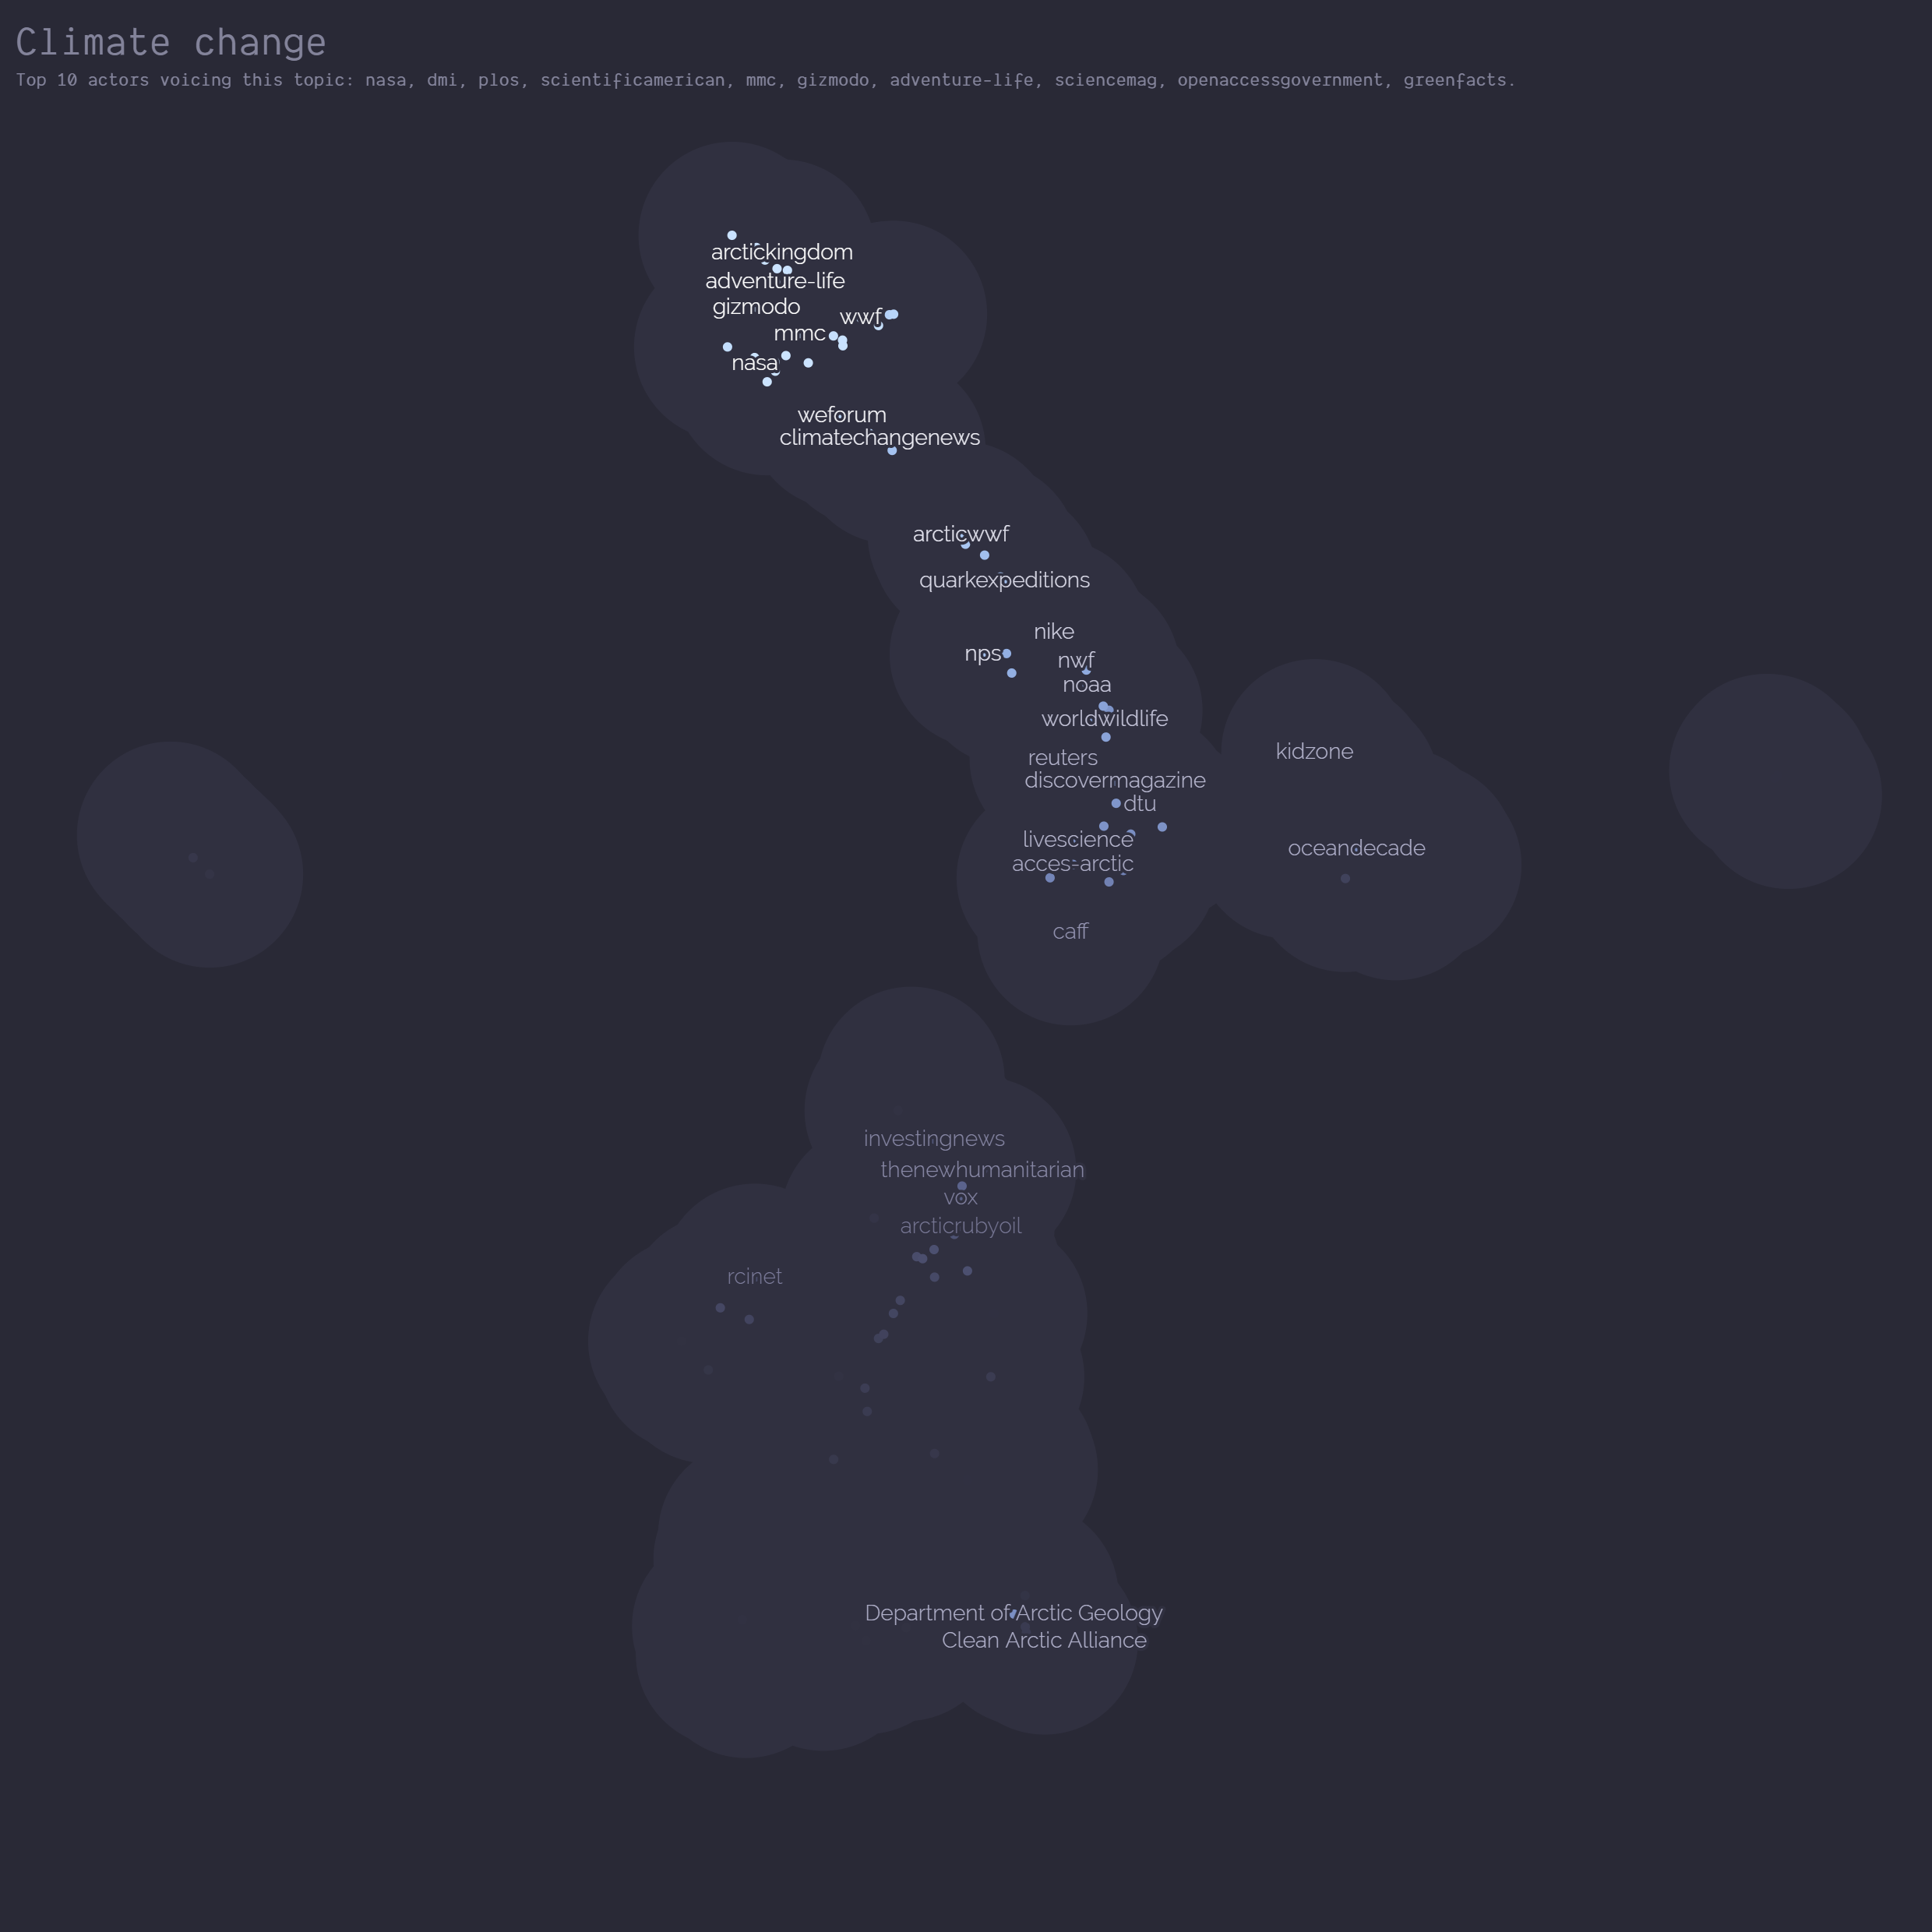 Climate change
Top 10 actors voicing this topic: nasa, dmi, plos, scientificamerican, mmc, gizmodo, adventure-life, sciencemag, openaccessgovernment, greenfacts.
arctickingdom
adventure-life
gizmodo
wwf
mmc
nasa
weforum
climatechangenews
arcticwwf
quarkexpeditions
nike
nps
nwf
noaa
worldwildlife
reuters
kidzone
discovermagazine
dtu
livescience
oceandecade
acces-arctic
caff
investingnews
thenewhumanitarian
vox
arcticrubyoil
rcinet
Department of Arctic Geology
Clean Arctic Alliance